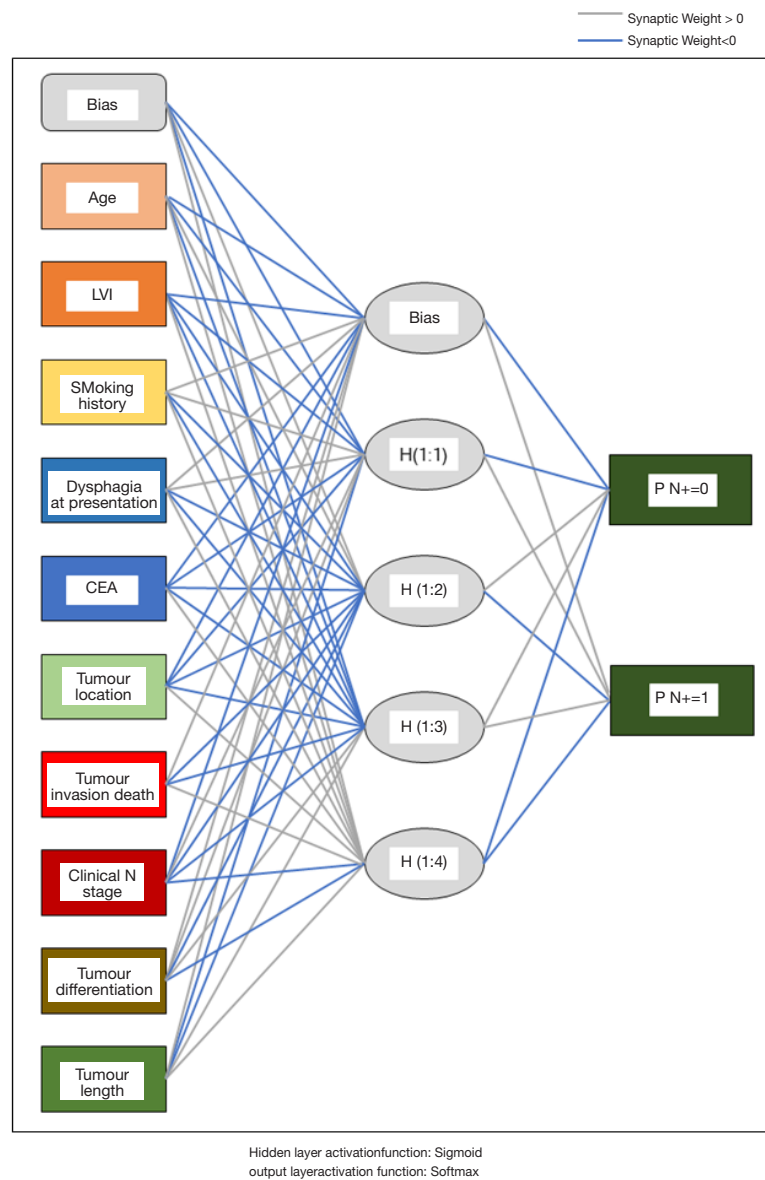 Synaptic Weight > 0
Synaptic Weight<0
Bias
Age
LVI
SMoking
history
Dysphagia
at presentation
CEA
Tumour
location
Tumour
invasion death
Clinical N
stage
Tumour
differentiation
Tumour
length
Bias
H(1:1)
H (1:2)
H (1:3)
H (1:4)
P N+=0
P N+=1
Hidden layer activationfunction: Sigmoid
output layeractivation function: Softmax